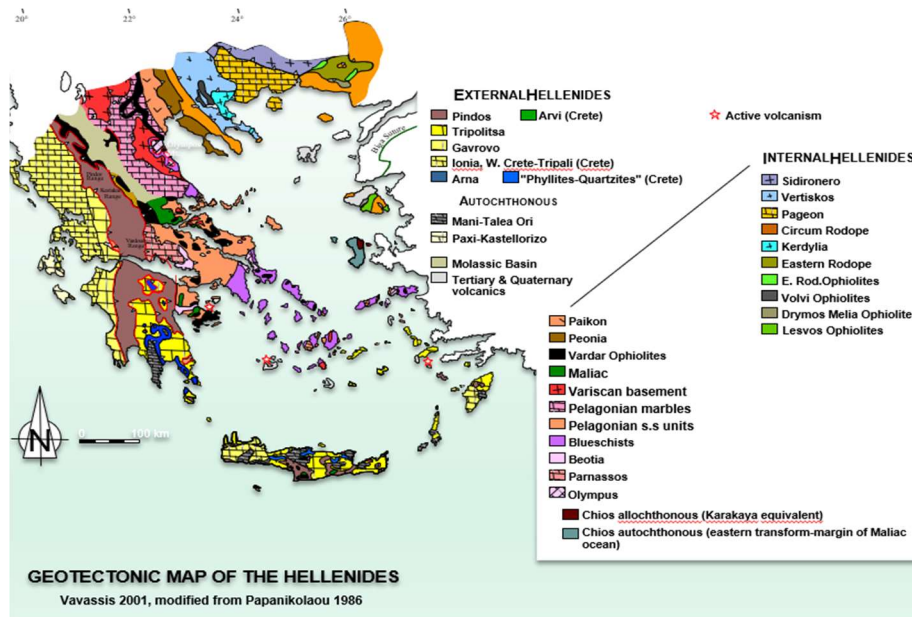 20°
22°
24°
26°
Izmir Suture
EXTERNAL HELLENIDES
Pindos
Arvi (Crete)
Tripolitsa
Gavrovo
Ionia, W. Crete-Tripali (Crete)
Arna
"Phyllites-Quartzites" (Crete)
AUTOCHTHONOUS
Mani-Talea Ori
Paxi-Kastellorizo
Molassic Basin
Tertiary & Quaternary
volcanics
Active volcanism
INTERNAL HELLENIDES
Sidironero
Vertiskos
Pageon
Circum Rodope
Kerdylia
Eastern Rodope
E. Rod.Ophiolites
Volvi Ophiolites
Drymos Melia Ophiolite
Lesvos Ophiolites
Paikon
Peonia
Vardar Ophiolites
Maliac
Variscan basement
Pelagonian marbles
Pelagonian s.s units
Blueschists
Beotia
Parnassos
Olympus
Chios allochthonous (Karakaya equivalent)
Chios autochthonous (eastern transform-margin of Maliac
ocean)
N
0 100 km
GEOTECTONIC MAP OF THE HELLENIDES
Vavassis 2001, modified from Papanikolaou 1986